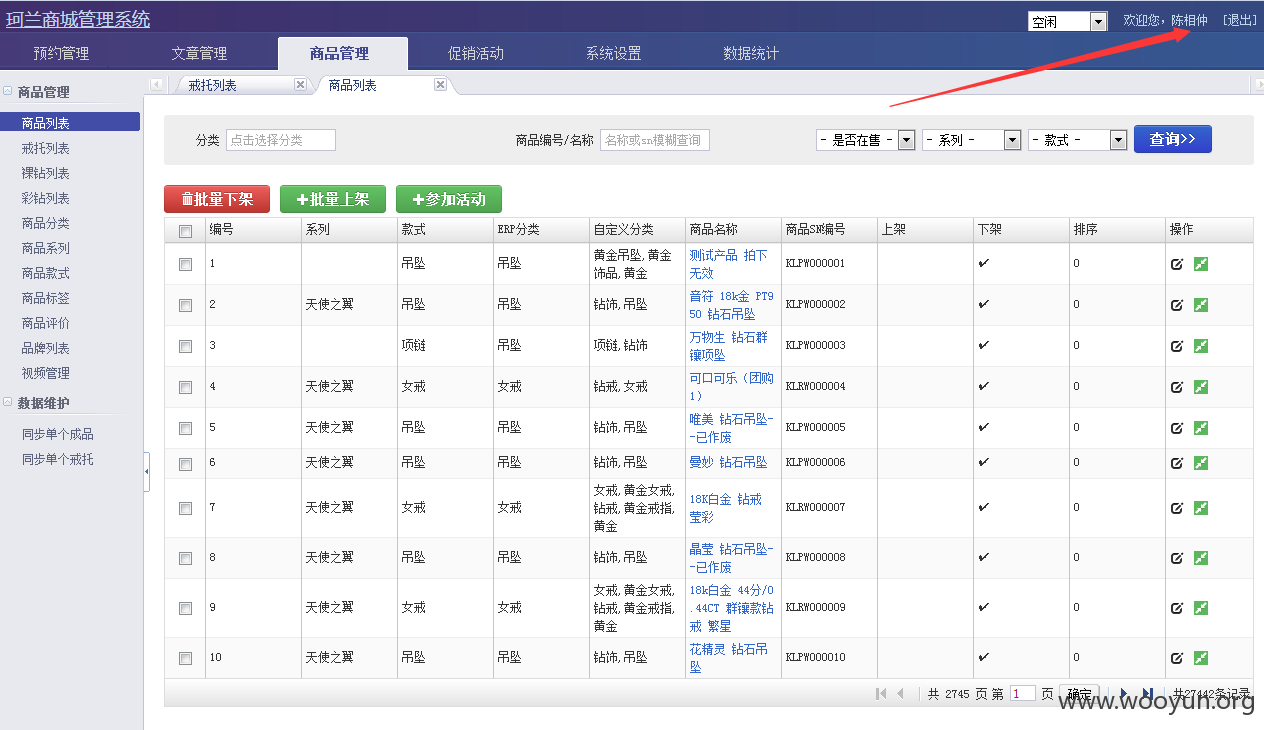 珂兰商城管理系统
空闲 欢迎您，陈相仲 [退出]
预约管理 文章管理 商品管理 促销活动 系统设置 数据统计
商品管理
商品列表
戒托列表
裸钻列表
彩钻列表
商品分类
商品系列
商品款式
商品标签
商品评价
品牌列表
视频管理
数据维护
同步单个成品
同步单个戒托
戒托列表 商品列表
分类 点击选择分类 商品编号/名称 名称或sn模糊查询 - 是否在售 - - 系列 - - 款式 - 查询>>
批量下架 批量上架 参加活动
编号 系列 款式 ERP分类 自定义分类 商品名称 商品SN编号 上架 下架 排序 操作
1 吊坠 吊坠 黄金吊坠,黄金饰品,黄金 测试产品 拍下无效 KLPW000001 ✔ 0
2 天使之翼 吊坠 吊坠 钻饰,吊坠 音符 18k金 PT950 钻石吊坠 KLPW000002 ✔ 0
3 项链 吊坠 项链,钻饰 万物生 钻石群镶项坠 KLPW000003 ✔ 0
4 天使之翼 女戒 女戒 钻戒,女戒 可口可乐（团购1） KLRW000004 ✔ 0
5 天使之翼 吊坠 吊坠 钻饰,吊坠 唯美 钻石吊坠--已作废 KLPW000005 ✔ 0
6 天使之翼 吊坠 吊坠 钻饰,吊坠 曼妙 钻石吊坠 KLPW000006 ✔ 0
7 天使之翼 女戒 女戒 女戒,黄金女戒,钻戒,黄金戒指,黄金 18K白金 钻戒 莹彩 KLRW000007 ✔ 0
8 天使之翼 吊坠 吊坠 钻饰,吊坠 晶莹 钻石吊坠--已作废 KLPW000008 ✔ 0
9 天使之翼 女戒 女戒 女戒,黄金女戒,钻戒,黄金戒指,黄金 18k白金 44分/0.44CT 群镶款钻戒 繁星 KLRW000009 ✔ 0
10 天使之翼 吊坠 吊坠 钻饰,吊坠 花精灵 钻石吊坠 KLPW000010 ✔ 0
共 2745 页 第 1 页 确定 共27442条记录
www.wooyun.org